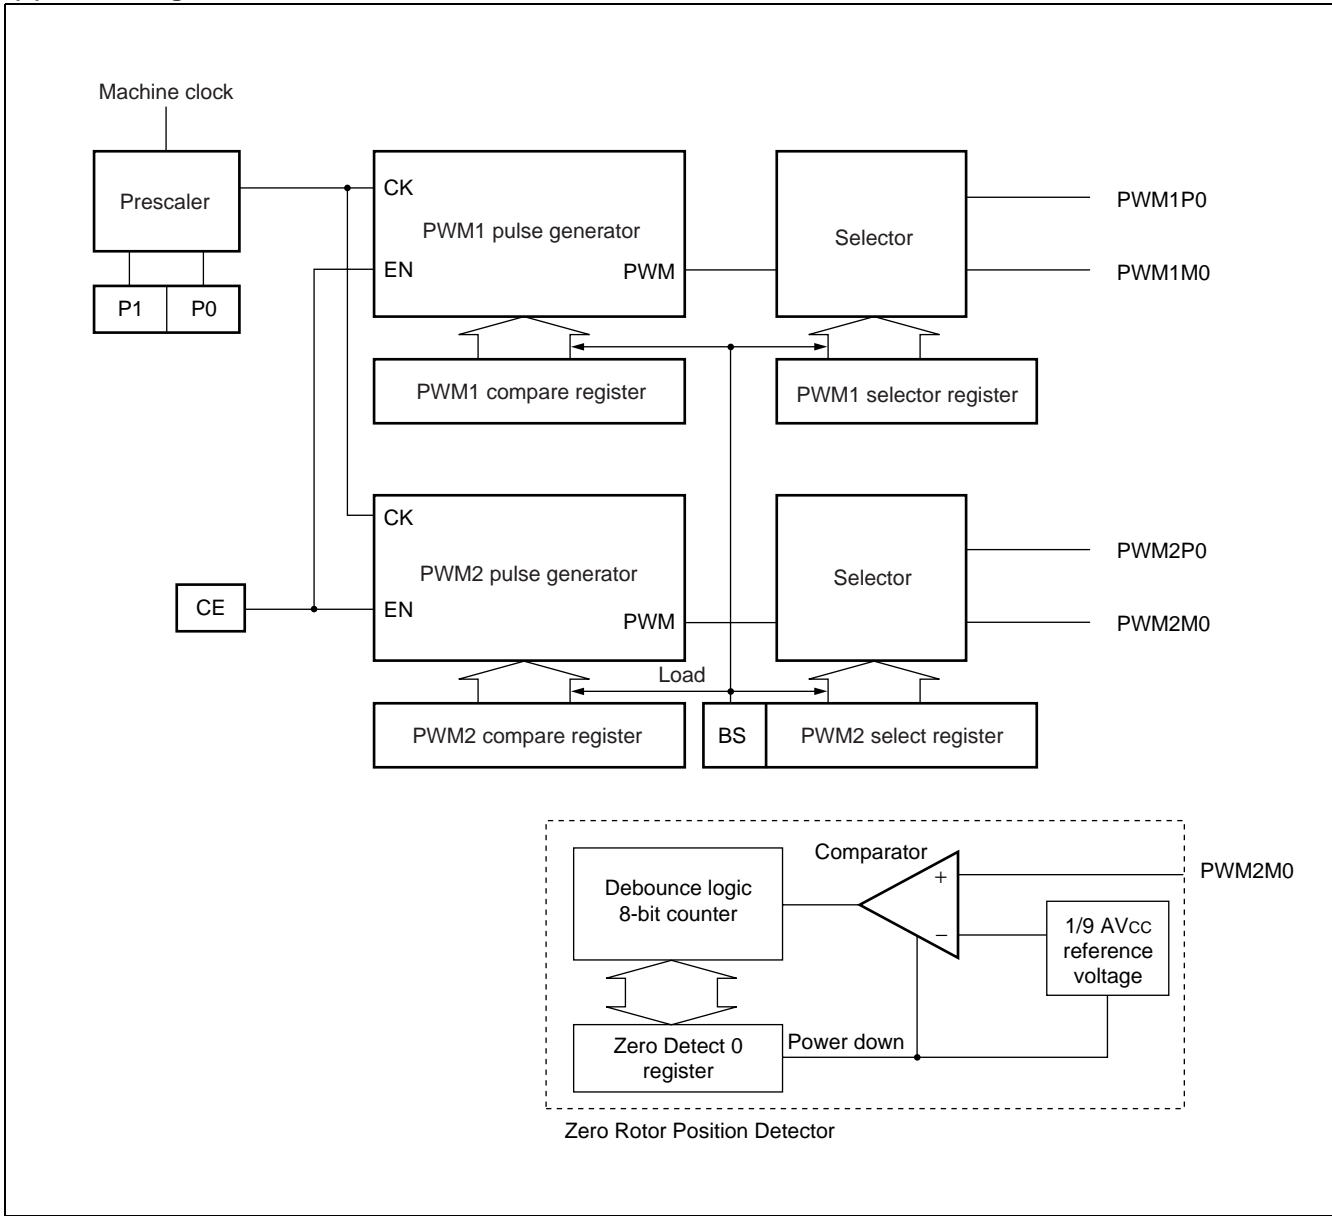 Machine clock
Prescaler
P1 P0
CK
PWM1 pulse generator
EN
PWM
Selector
PWM1P0
PWM1M0
PWM1 compare register
PWM1 selector register
CK
PWM2 pulse generator
EN
PWM
CE
Selector
PWM2P0
PWM2M0
Load
PWM2 compare register
BS
PWM2 select register
Comparator
Debounce logic
8-bit counter
+
−
PWM2M0
1/9 AVCC
reference
voltage
Zero Detect 0
register
Power down
Zero Rotor Position Detector